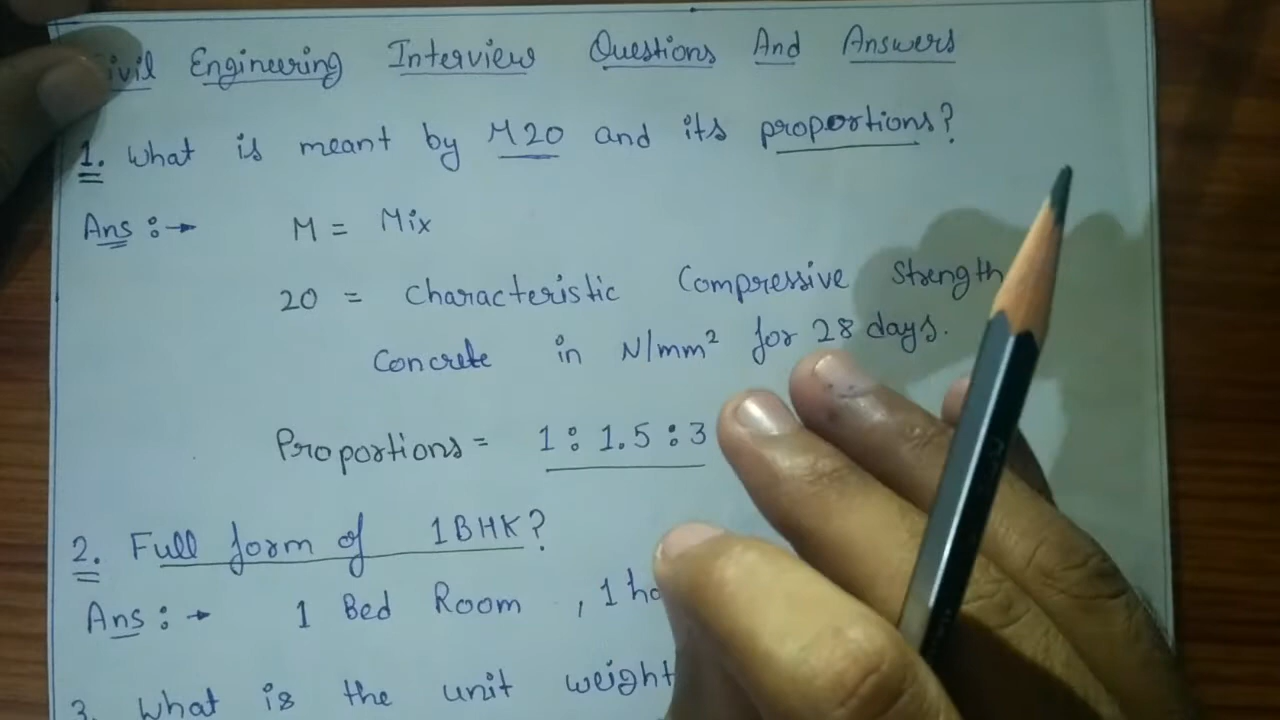 Civil Engineering Interview Questions And Answers
1. What is meant by M20 and its proportions?
Ans :→ M = Mix
20 = Characteristic Compressive Strength
Concrete in N/mm² for 28 days.
Proportions = 1 : 1.5 : 3
2. Full form of 1BHK?
Ans :→ 1 Bed Room , 1
3. What is the unit weight